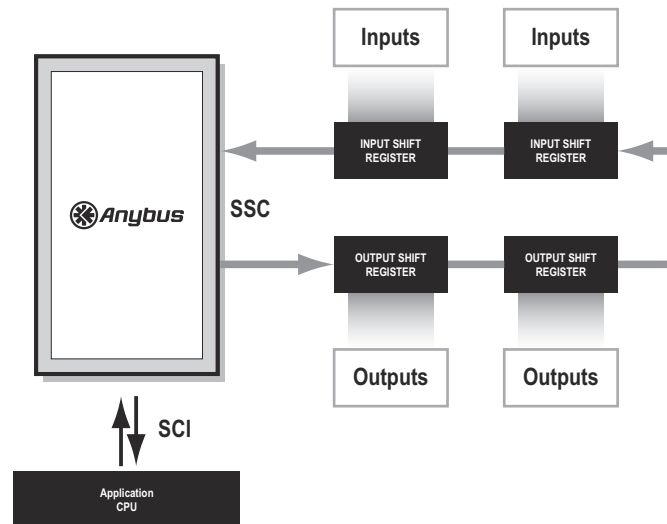 Inputs
Inputs
INPUT SHIFT
REGISTER
INPUT SHIFT
REGISTER
Anybus
SSC
OUTPUT SHIFT
REGISTER
OUTPUT SHIFT
REGISTER
Outputs
Outputs
SCI
Application
CPU